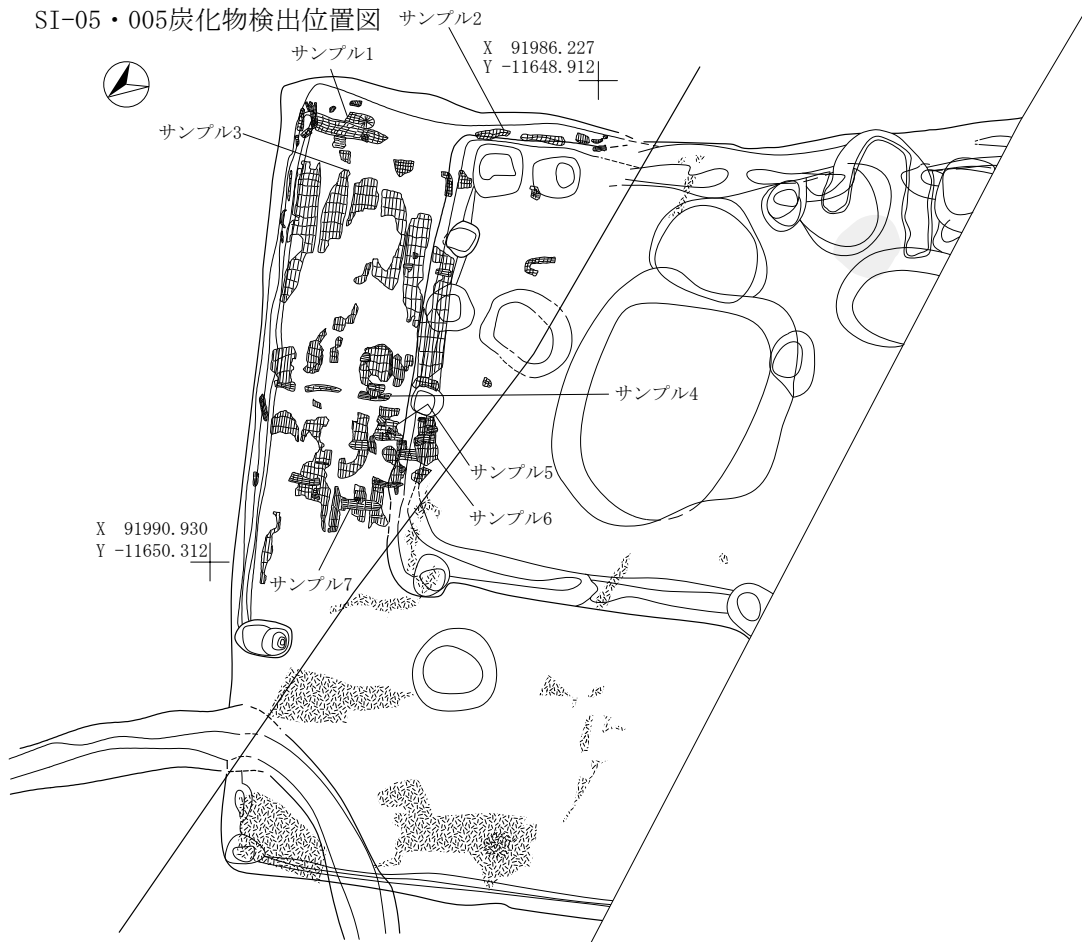 SI-05・005炭化物検出位置図
サンプル2
サンプル1
X 91986.227
Y -11648.912
サンプル3
サンプル4
サンプル5
サンプル6
X 91990.930
Y -11650.312
サンプル7